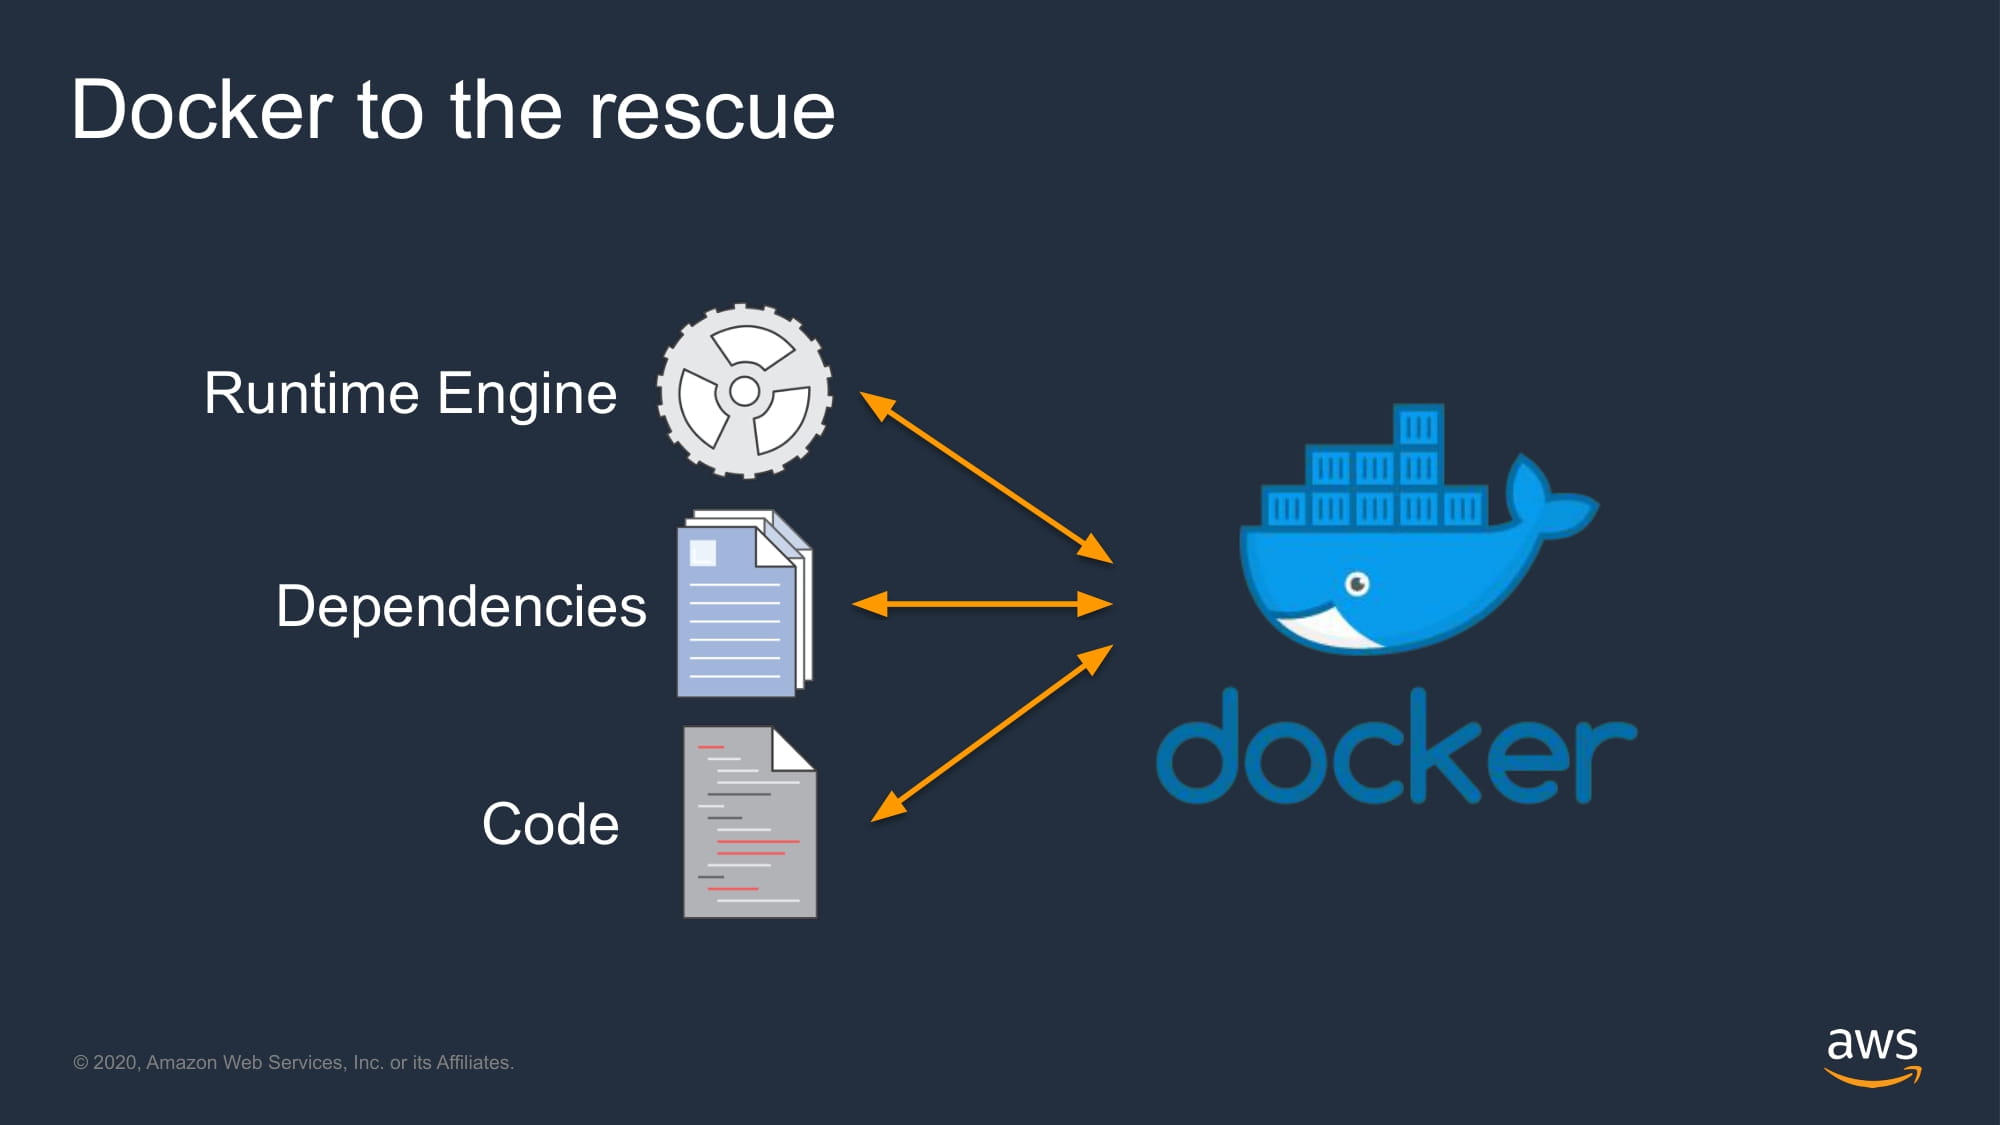 Docker to the rescue
Runtime Engine
Dependencies
Code
docker
© 2020, Amazon Web Services, Inc. or its Affiliates.
aws